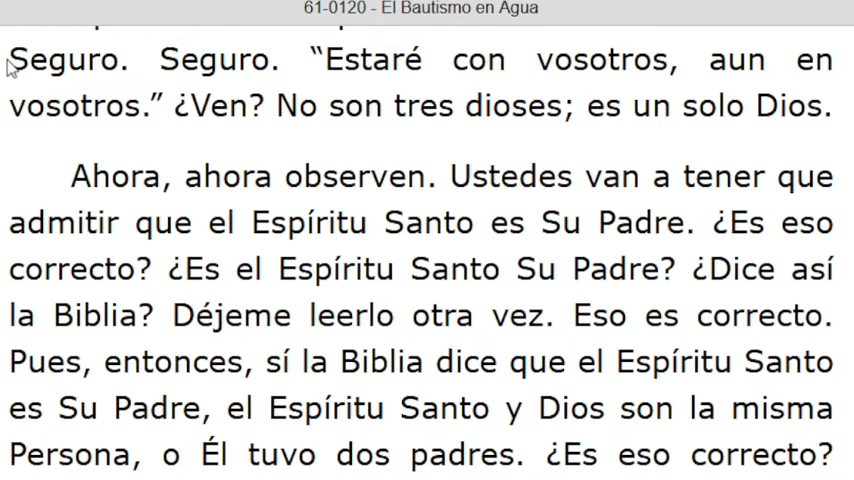 61-0120 - El Bautismo en Agua
Seguro. Seguro. “Estaré con vosotros, aun en
vosotros.” ¿Ven? No son tres dioses; es un solo Dios.
Ahora, ahora observen. Ustedes van a tener que
admitir que el Espíritu Santo es Su Padre. ¿Es eso
correcto? ¿Es el Espíritu Santo Su Padre? ¿Dice así
la Biblia? Déjeme leerlo otra vez. Eso es correcto.
Pues, entonces, sí la Biblia dice que el Espíritu Santo
es Su Padre, el Espíritu Santo y Dios son la misma
Persona, o Él tuvo dos padres. ¿Es eso correcto?